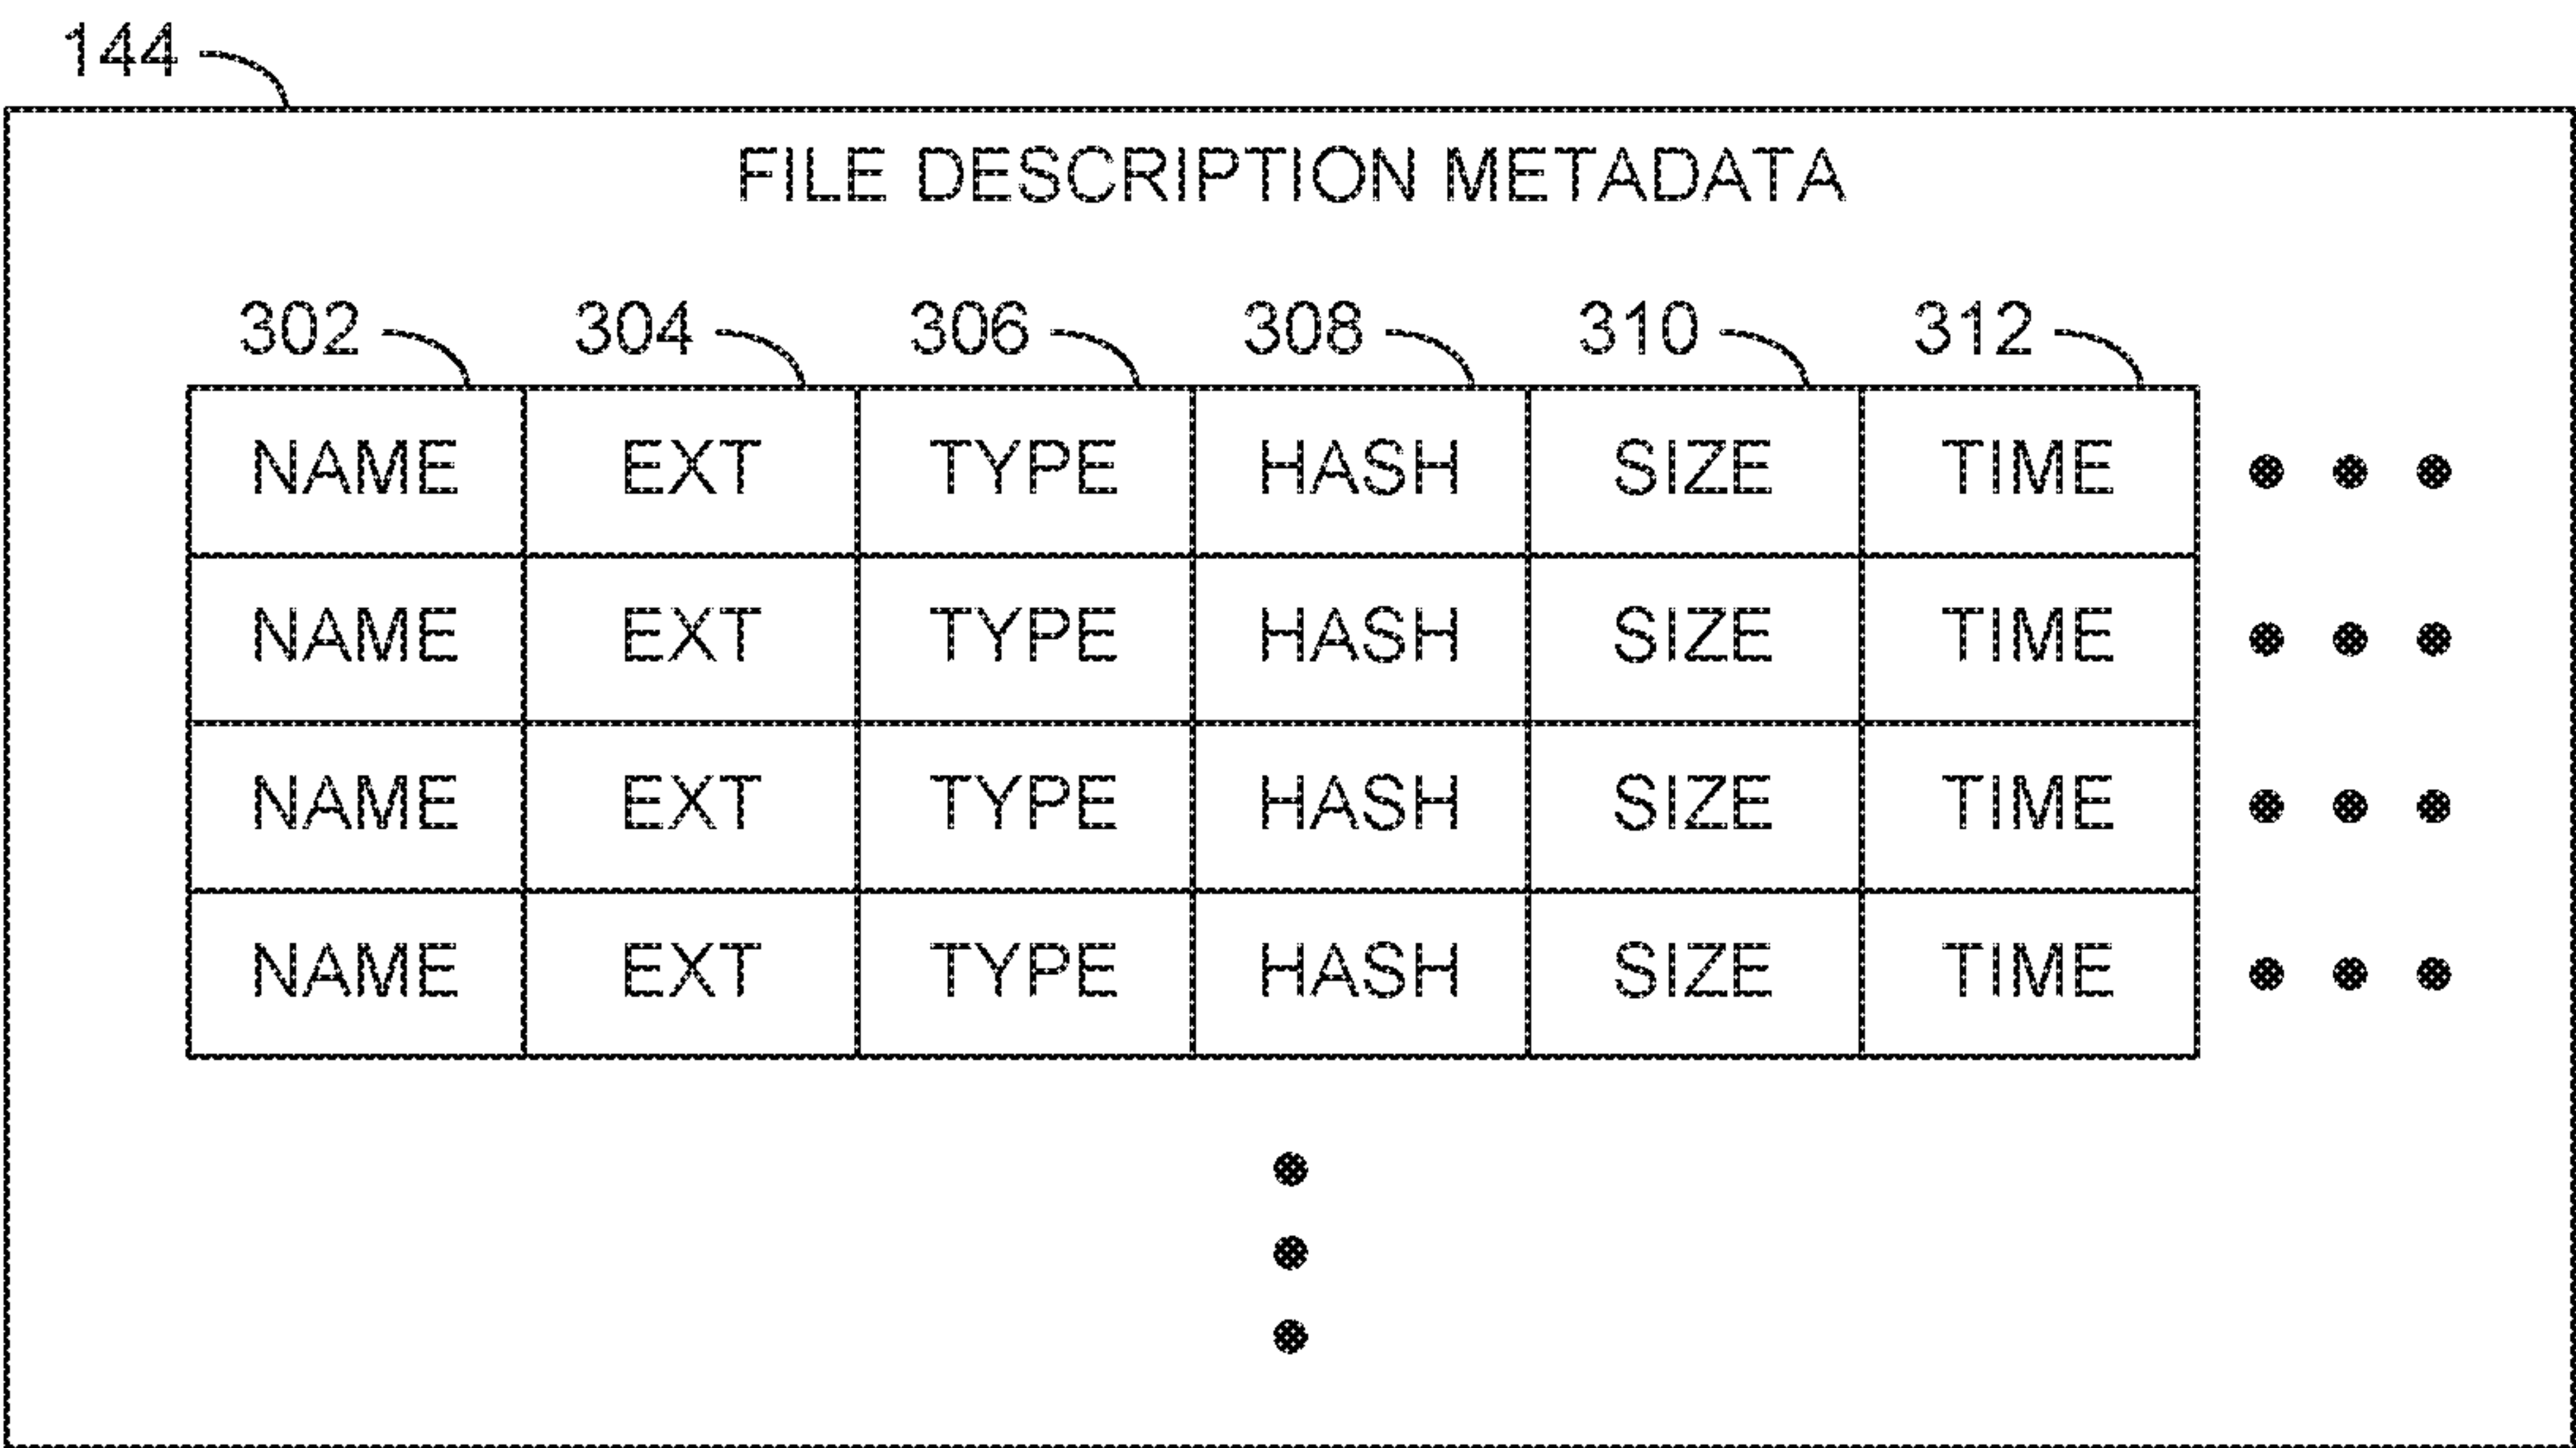 144
FILE DESCRIPTION METADATA
302 304 306 308 310 312
NAME EXT TYPE HASH SIZE TIME
NAME EXT TYPE HASH SIZE TIME
NAME EXT TYPE HASH SIZE TIME
NAME EXT TYPE HASH SIZE TIME